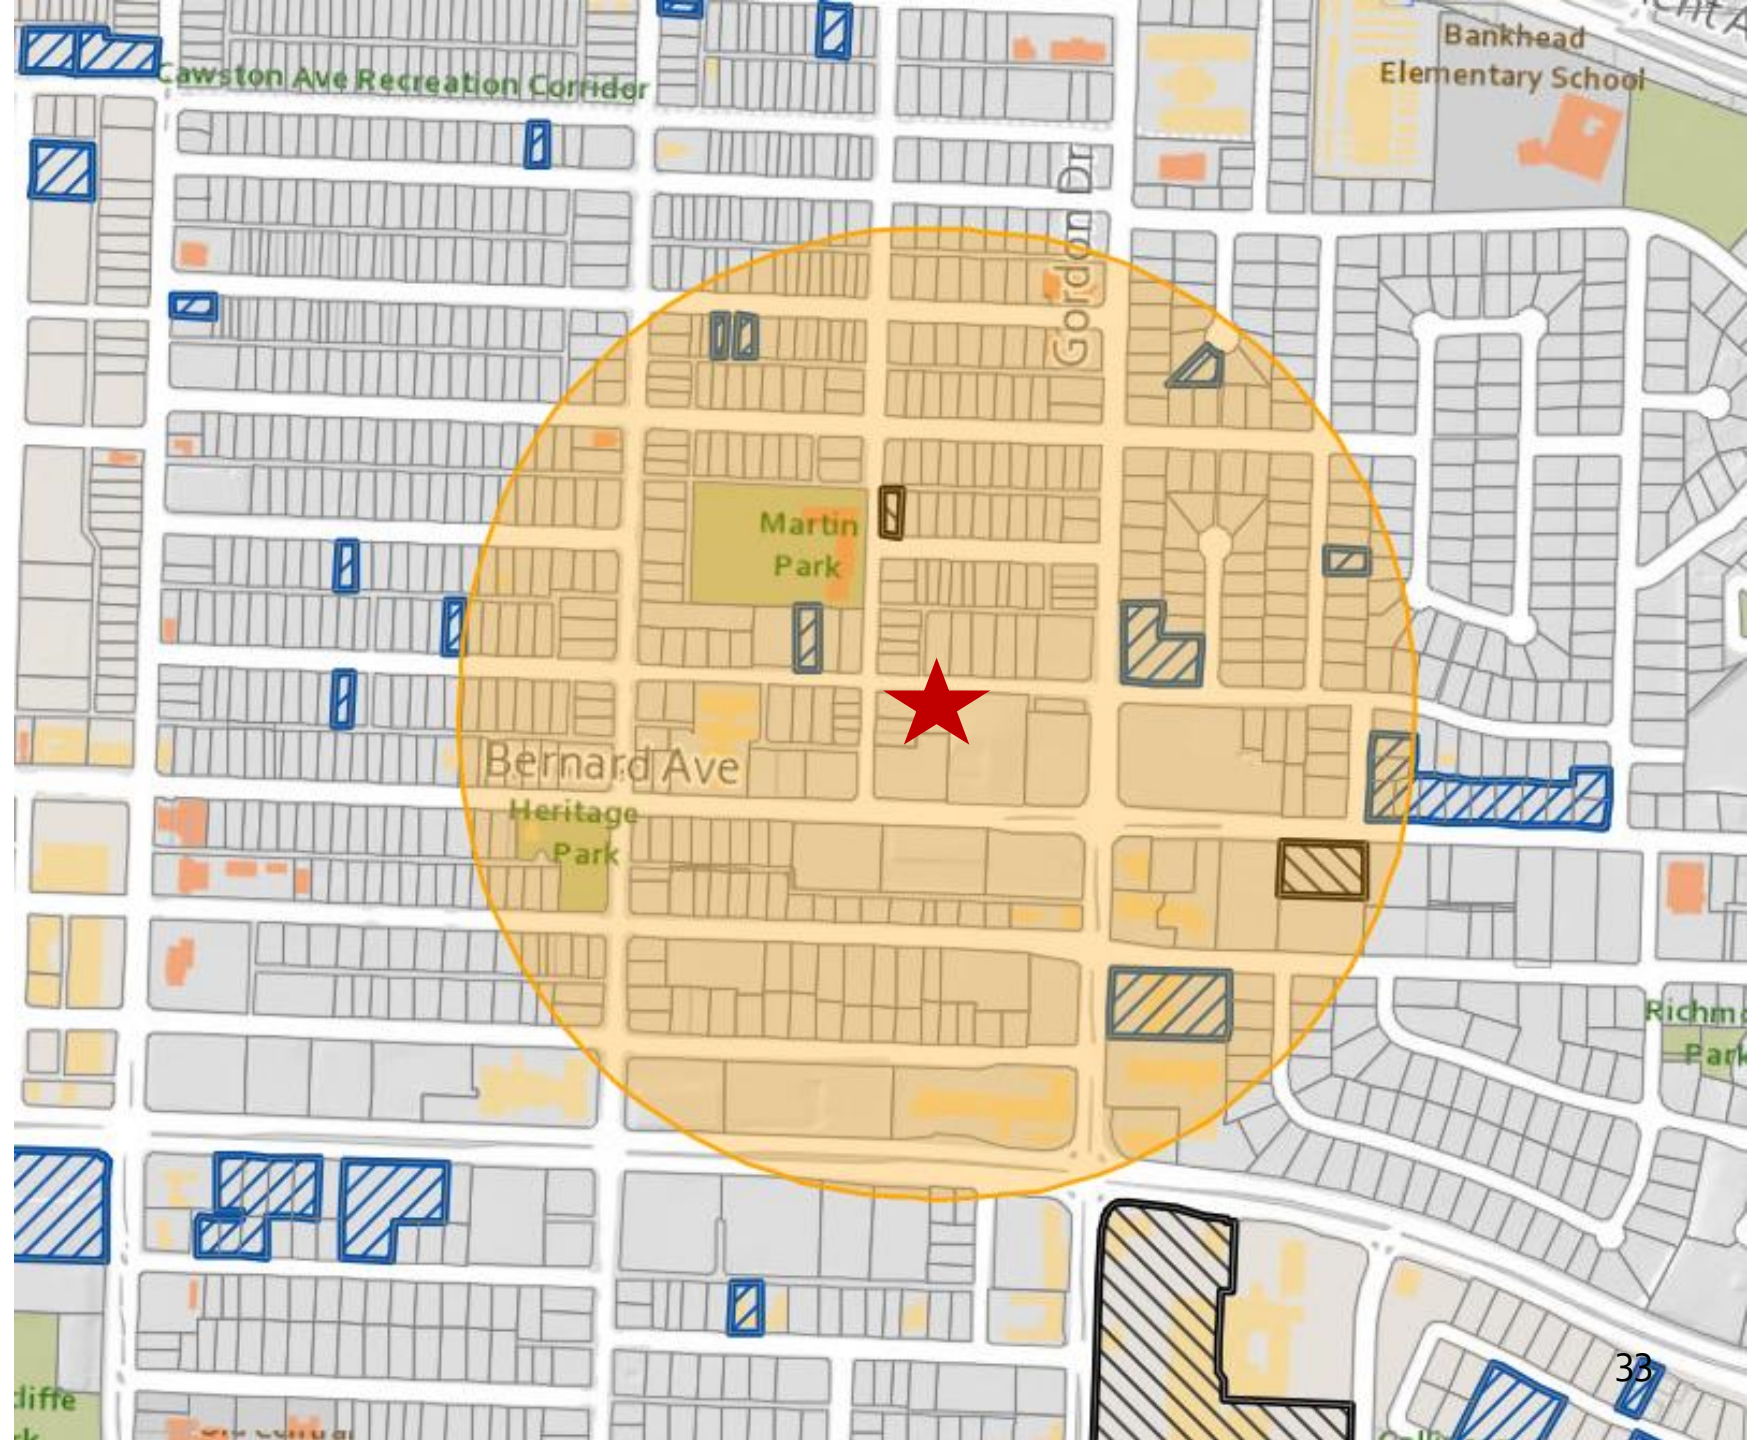 Bankhead
Elementary School
Cawston Ave Recreation Corridor
Gordon Dr
Martin
Park
Bernard Ave
Heritage
Park
Richm
Park
33